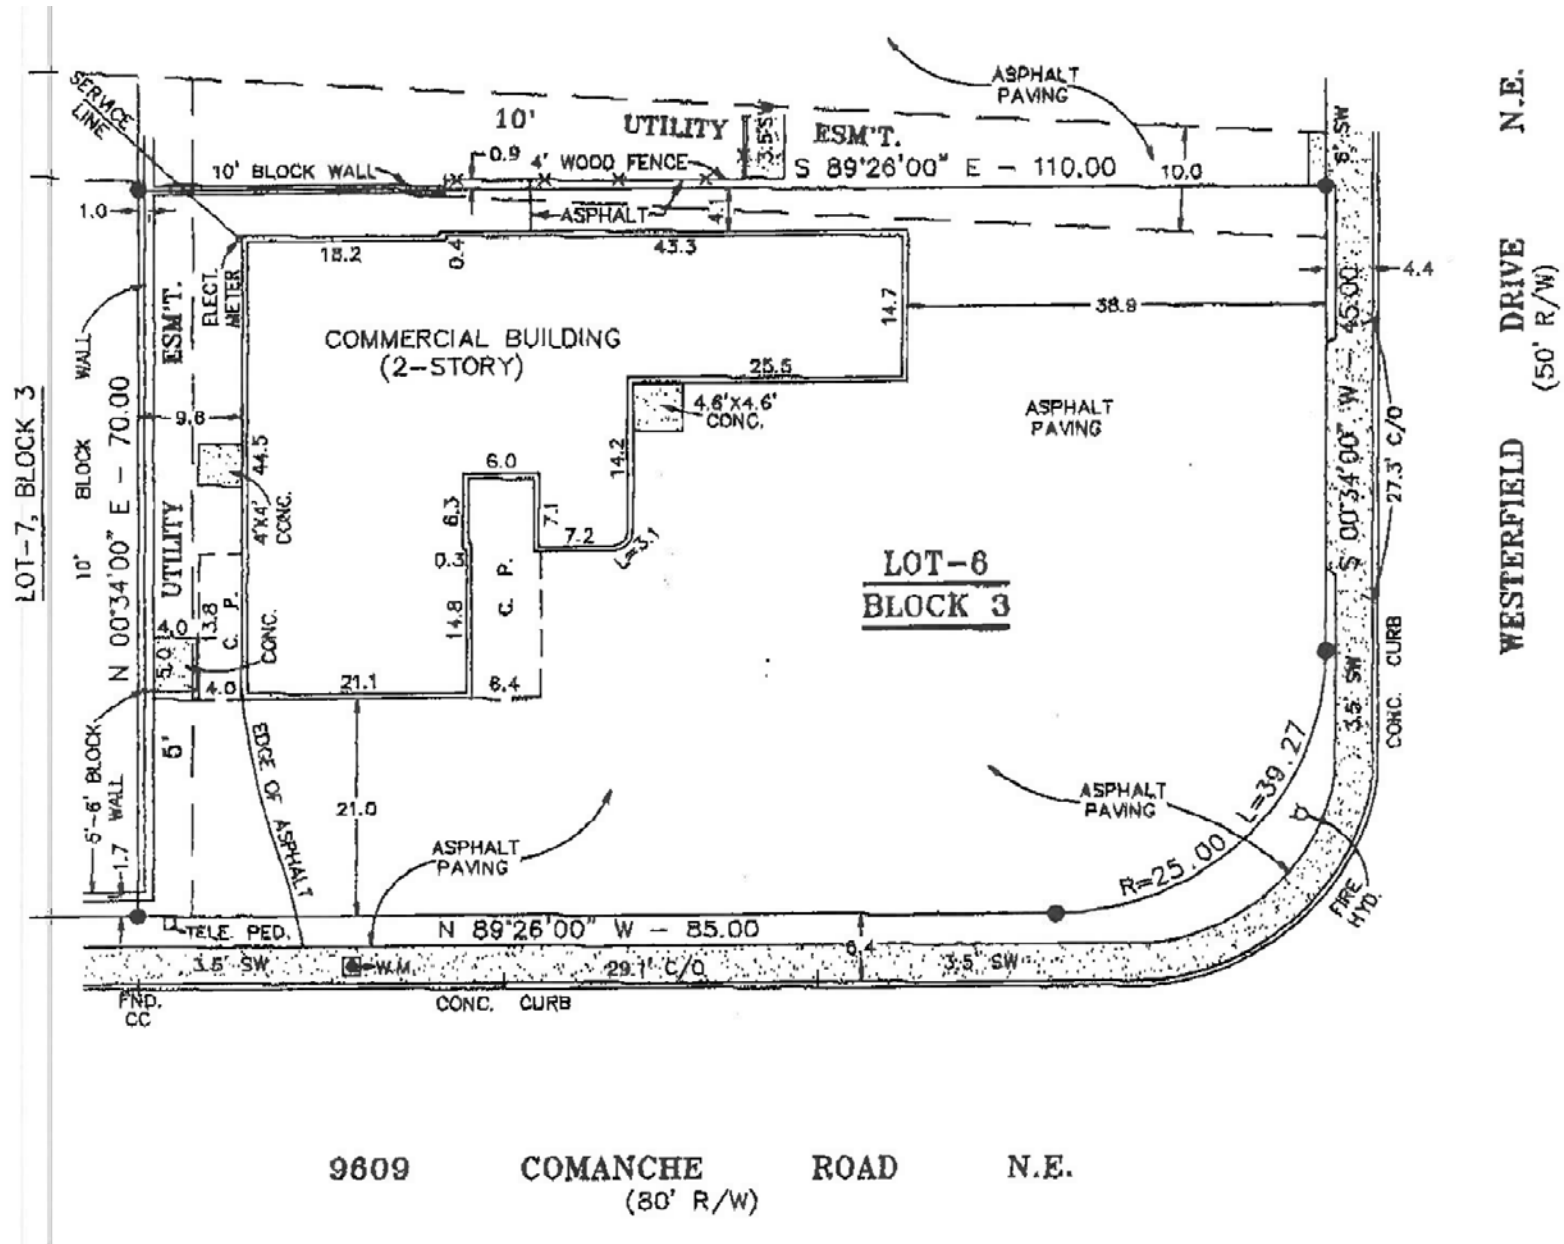 SERVICE
LINE
ASPHALT
PAVING
10' UTILITY ESM'T.
3.5' SW
6' SW
N.E.
10' BLOCK WALL
0.9
4' WOOD FENCE
S 89°26'00" E - 110.00
10.0
1.0
ASPHALT
4.1
18.2
0.4
43.3
4.4
ELECT.
METER
ESM'T.
14.7
38.9
DRIVE
(50' R/W)
COMMERCIAL BUILDING
(2-STORY)
25.5
4.6'X4.6'
CONC.
ASPHALT
PAVING
S 00°34'00" W - 45.00
27.3' C/O
LOT-7, BLOCK 3
10' BLOCK WALL
N 00°34'00" E - 70.00
9.8
44.5
4'X4'
CONC.
14.2
6.0
6.3
7.1
7.2
L=3.1
0.3
C. P.
14.8
UTILITY
WESTERFIELD
LOT-6
BLOCK 3
13.8
C. P.
CONC.
4.0
5.0
4.0
21.1
6.4
3.5' SW
CONC. CURB
5'
5'-6' BLOCK
WALL
1.7
EDGE OF ASPHALT
21.0
ASPHALT
PAVING
ASPHALT
PAVING
L=39.27
R=25.00
FIRE
HYD.
TELE. PED.
N 89°26'00" W - 85.00
6.4
3.5' SW
W.M.
29.1' C/O
3.5' SW
FND.
CC
CONC. CURB
9609 COMANCHE ROAD N.E.
(80' R/W)